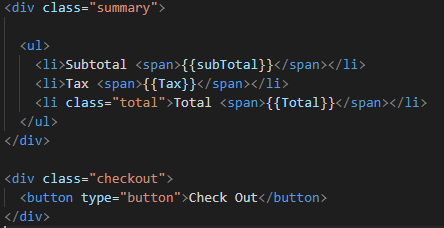 <div class="summary">
<ul>
<li>Subtotal <span>{{subTotal}}</span></li>
<li>Tax <span>{{Tax}}</span></li>
<li class="total">Total <span>{{Total}}</span></li>
</ul>
</div>
<div class="checkout">
<button type="button">Check Out</button>
</div>